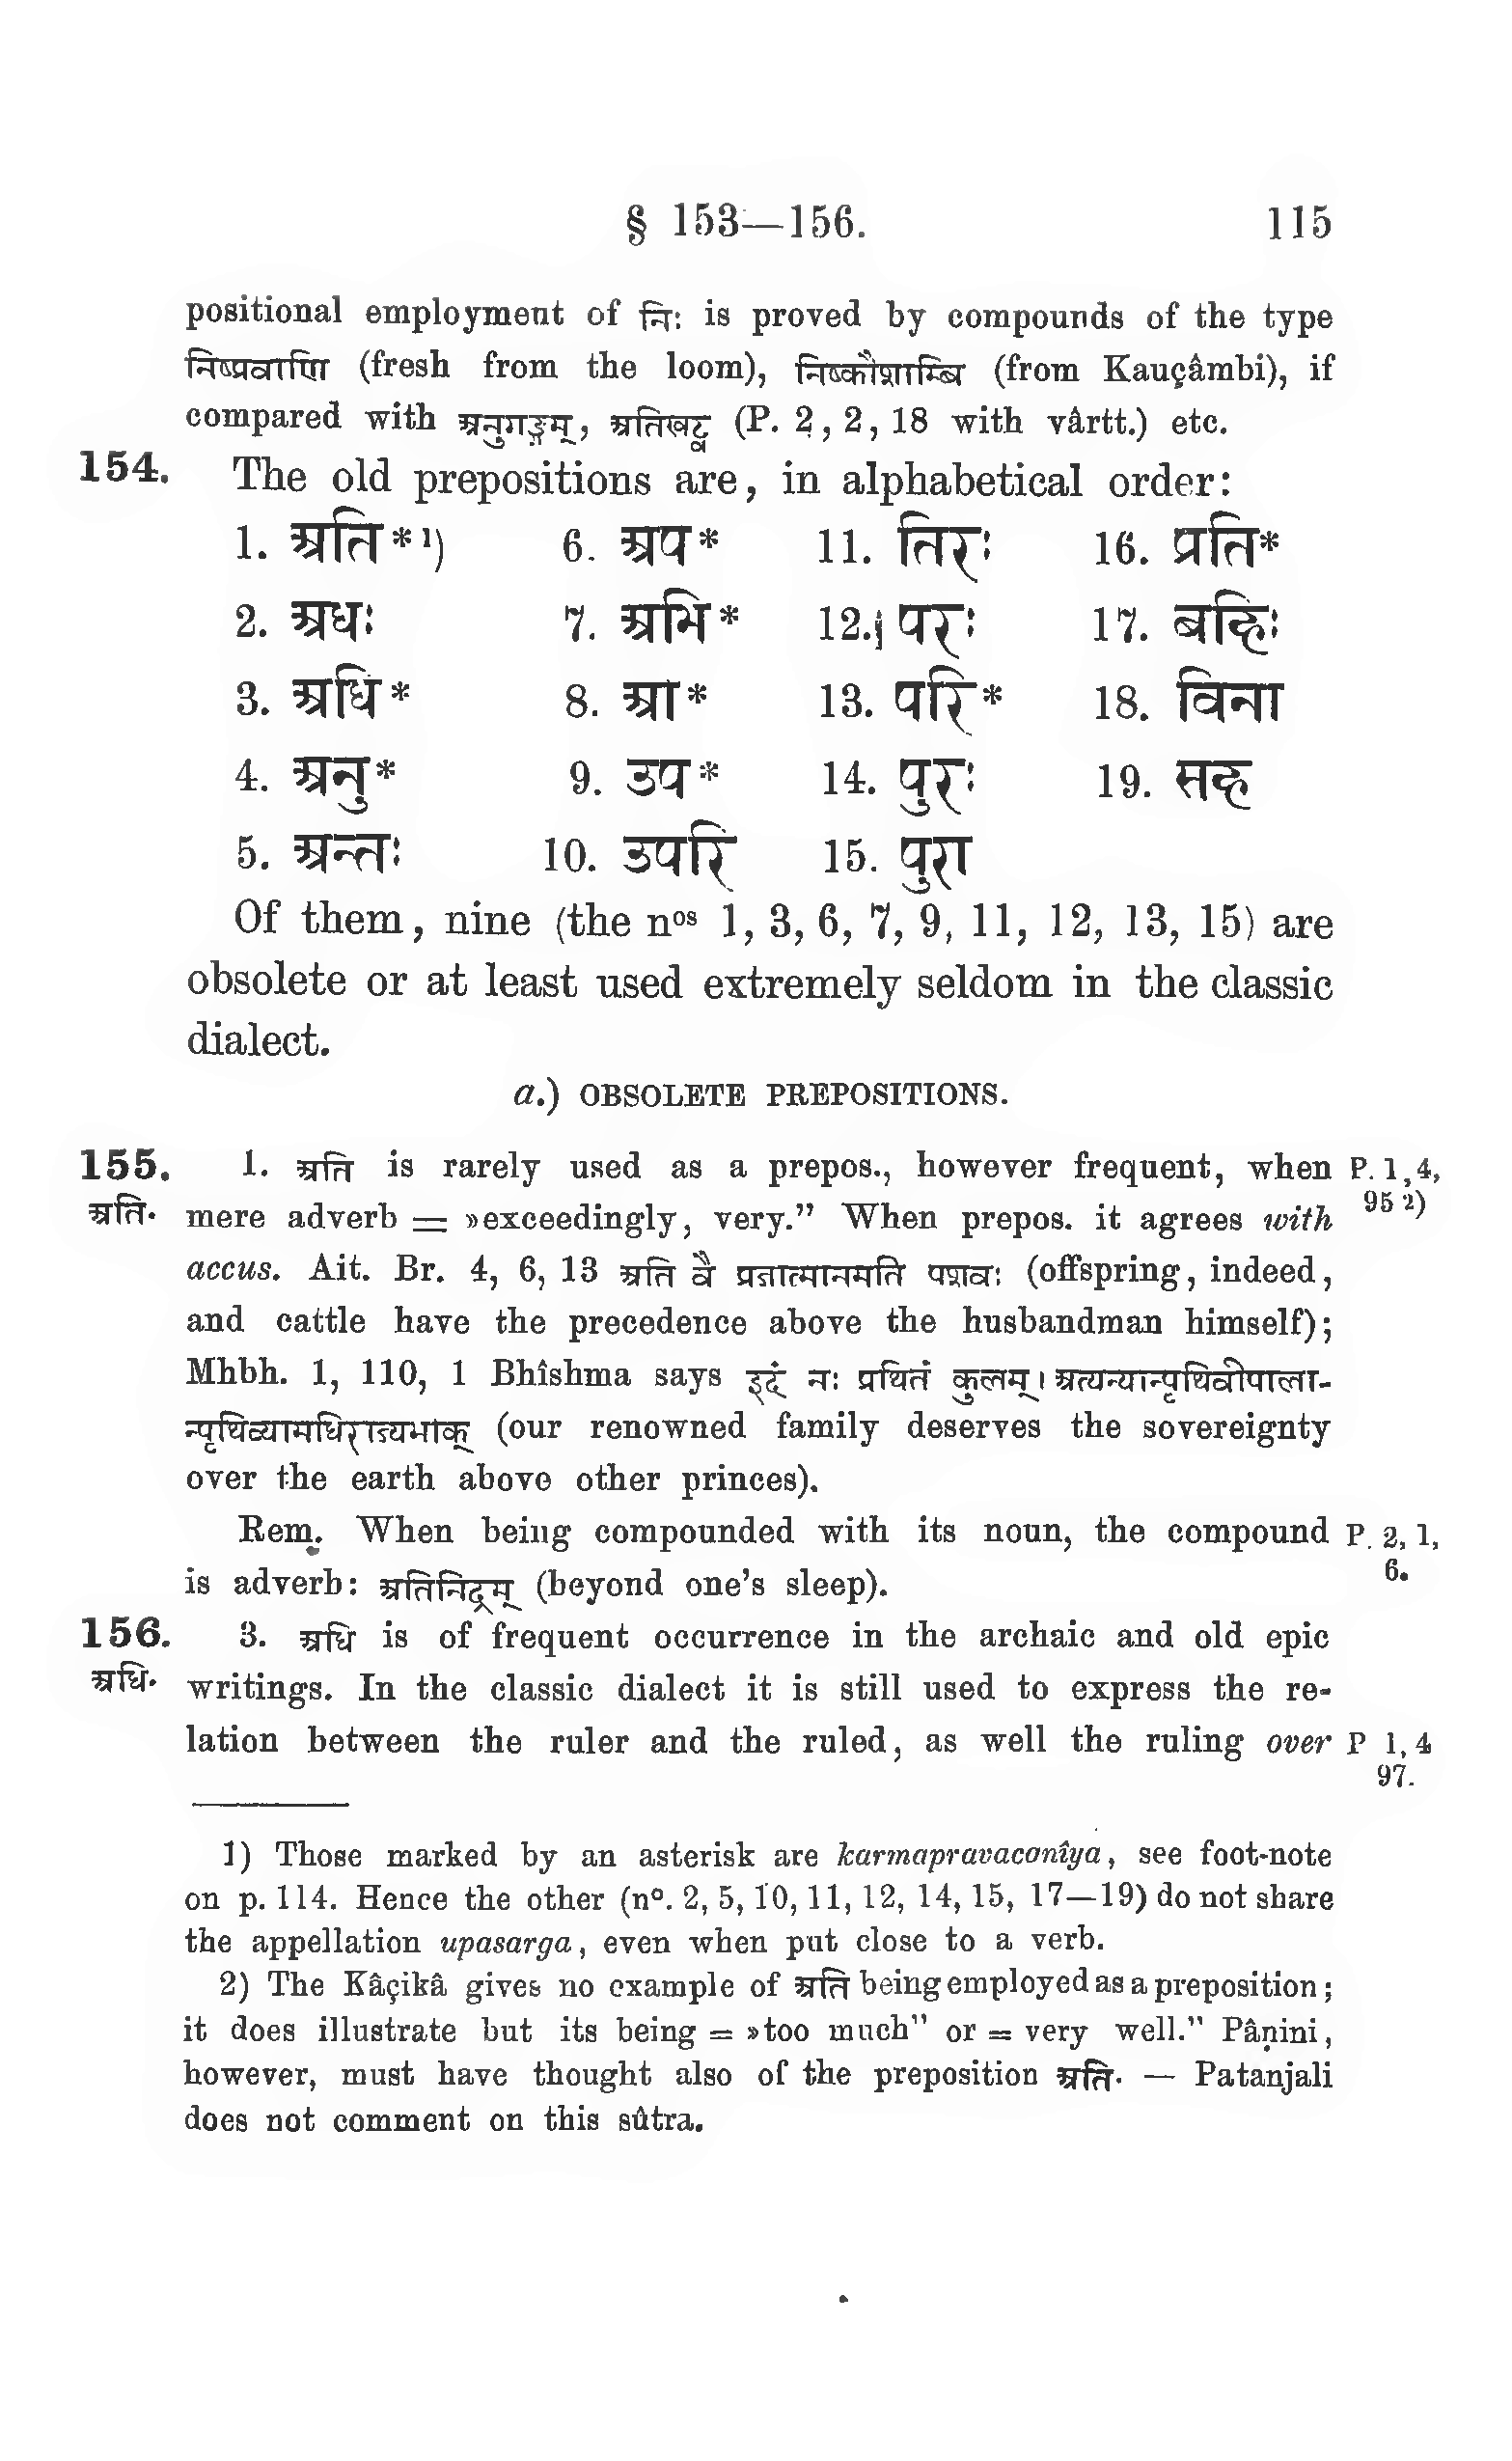 § 153—156. 115
positional employment of निः is proved by compounds of the type
निष्प्रवाणि (fresh from the loom), निष्कौशाम्बि (from Kauçâmbi), if
compared with अनुगङ्गम्, अतिखट्व (P. 2, 2, 18 with vârtt.) etc.
154. The old prepositions are, in alphabetical order:
1. अति *¹) 6. अप * 11. तिरः 16. प्रति*
2. अधः 7. अभि * 12. परः 17. बहिः
3. अधि * 8. आ * 13. परि * 18. विना
4. अनु* 9. उप * 14. पुरः 19. सह
5. अन्तः 10. उपरि 15. पुरा
Of them, nine (the nos 1, 3, 6, 7, 9, 11, 12, 13, 15) are
obsolete or at least used extremely seldom in the classic
dialect.
a.) OBSOLETE PREPOSITIONS.
155. 1. अति is rarely used as a prepos., however frequent, when P. 1,4,
अति. mere adverb = »exceedingly, very.” When prepos. it agrees with 95 ²)
accus. Ait. Br. 4, 6, 13 अति वै प्रजात्मानमति पशवः (offspring, indeed,
and cattle have the precedence above the husbandman himself);
Mhbh. 1, 110, 1 Bhîshma says इदं नः प्रथितं कुलम्। अत्यन्यान्पृथिवीपाला-
न्पृथिव्यामधिराज्यभाक् (our renowned family deserves the sovereignty
over the earth above other princes).
Rem. When being compounded with its noun, the compound P. 2, 1,
is adverb: अतिनिद्रम् (beyond one's sleep). 6.
156. 3. अधि is of frequent occurrence in the archaic and old epic
अधि. writings. In the classic dialect it is still used to express the re-
lation between the ruler and the ruled, as well the ruling over P 1, 4
97.
1) Those marked by an asterisk are karmapravacanîya, see foot-note
on p. 114. Hence the other (n°. 2, 5, 10, 11, 12, 14, 15, 17—19) do not share
the appellation upasarga, even when put close to a verb.
2) The Kâçikâ gives no example of अति being employed as a preposition;
it does illustrate but its being = »too much” or = very well.” Pâṇini,
however, must have thought also of the preposition अति. — Patanjali
does not comment on this sûtra.